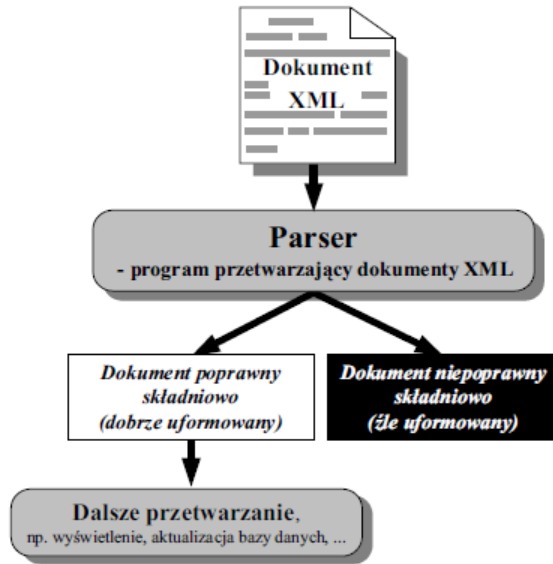 Dokument
XML
Parser
- program przetwarzający dokumenty XML
Dokument poprawny
składniowo
(dobrze uformowany)
Dokument niepoprawny
składniowo
(źle uformowany)
Dalsze przetwarzanie,
np. wyświetlenie, aktualizacja bazy danych, ...